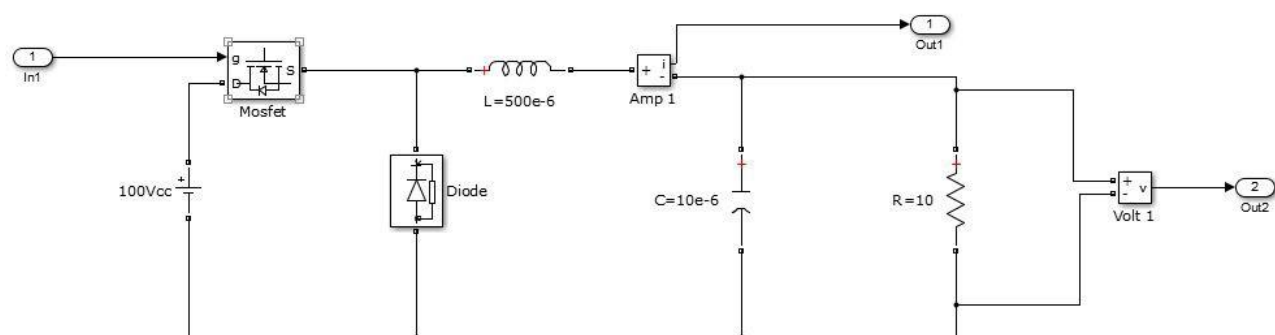 1
In1
g
D
S
Mosfet
100Vcc
Diode
L=500e-6
+
i
-
Amp 1
1
Out1
C=10e-6
R=10
+
-
v
Volt 1
2
Out2